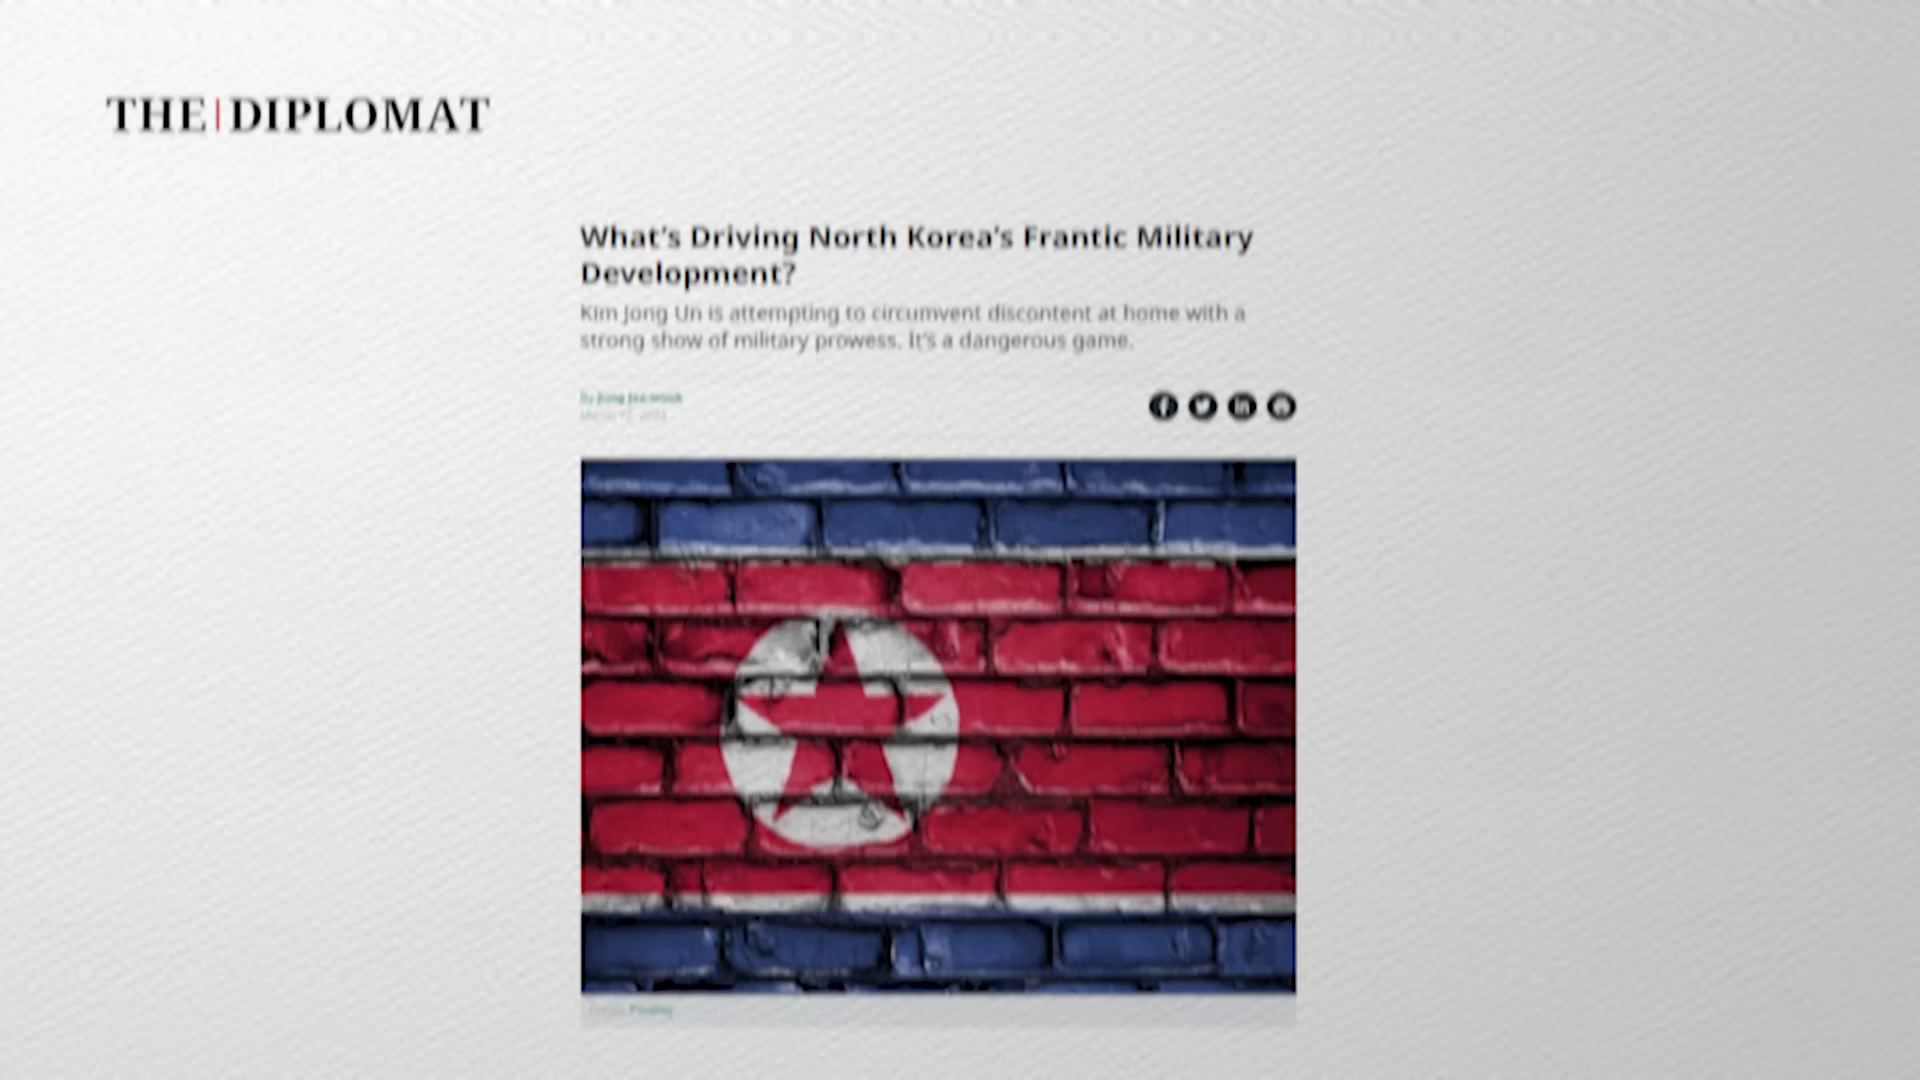 THE|DIPLOMAT
What's Driving North Korea's Frantic Military
Development?
Kim Jong Un is attempting to circumvent discontent at home with a
strong show of military prowess. It's a dangerous game.
By